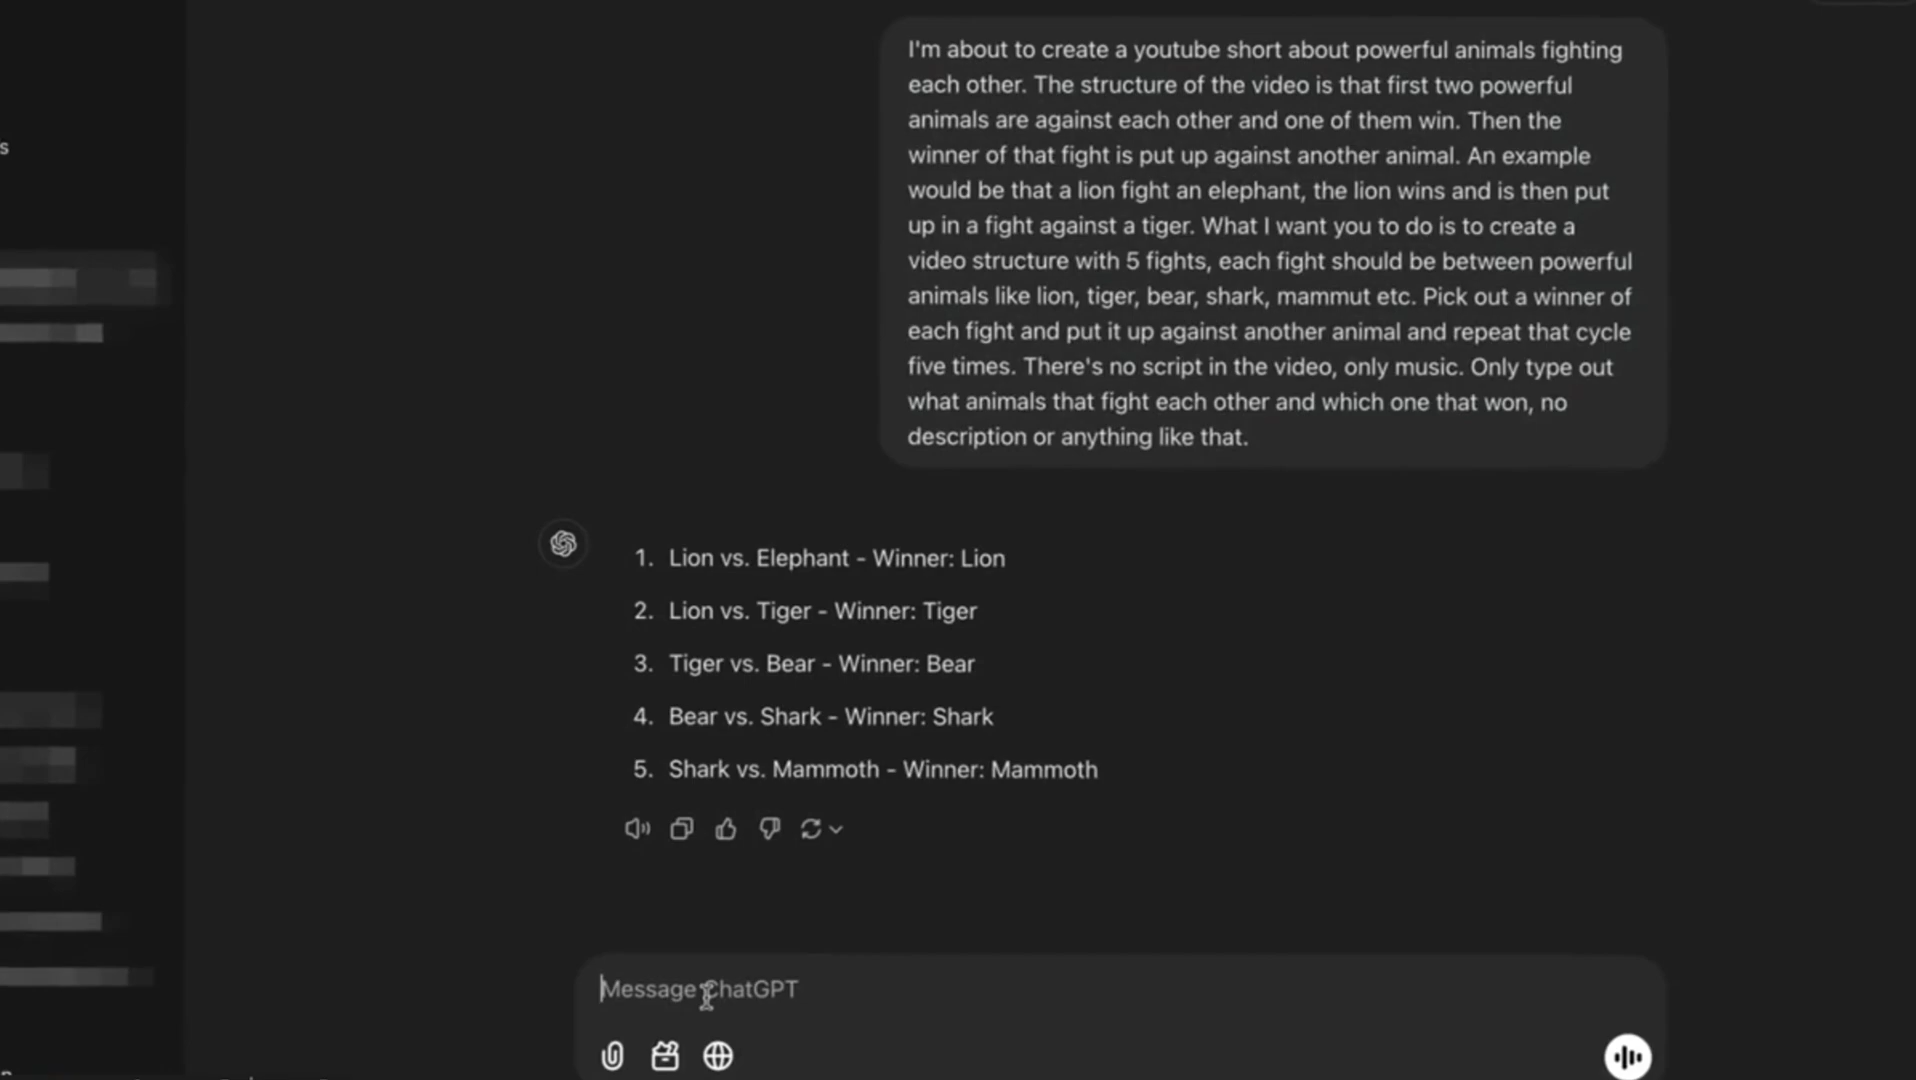 I'm about to create a youtube short about powerful animals fighting
each other. The structure of the video is that first two powerful
animals are against each other and one of them win. Then the
winner of that fight is put up against another animal. An example
would be that a lion fight an elephant, the lion wins and is then put
up in a fight against a tiger. What I want you to do is to create a
video structure with 5 fights, each fight should be between powerful
animals like lion, tiger, bear, shark, mammut etc. Pick out a winner of
each fight and put it up against another animal and repeat that cycle
five times. There's no script in the video, only music. Only type out
what animals that fight each other and which one that won, no
description or anything like that.
s
1. Lion vs. Elephant - Winner: Lion
2. Lion vs. Tiger - Winner: Tiger
3. Tiger vs. Bear - Winner: Bear
4. Bear vs. Shark - Winner: Shark
5. Shark vs. Mammoth - Winner: Mammoth
Message ChatGPT